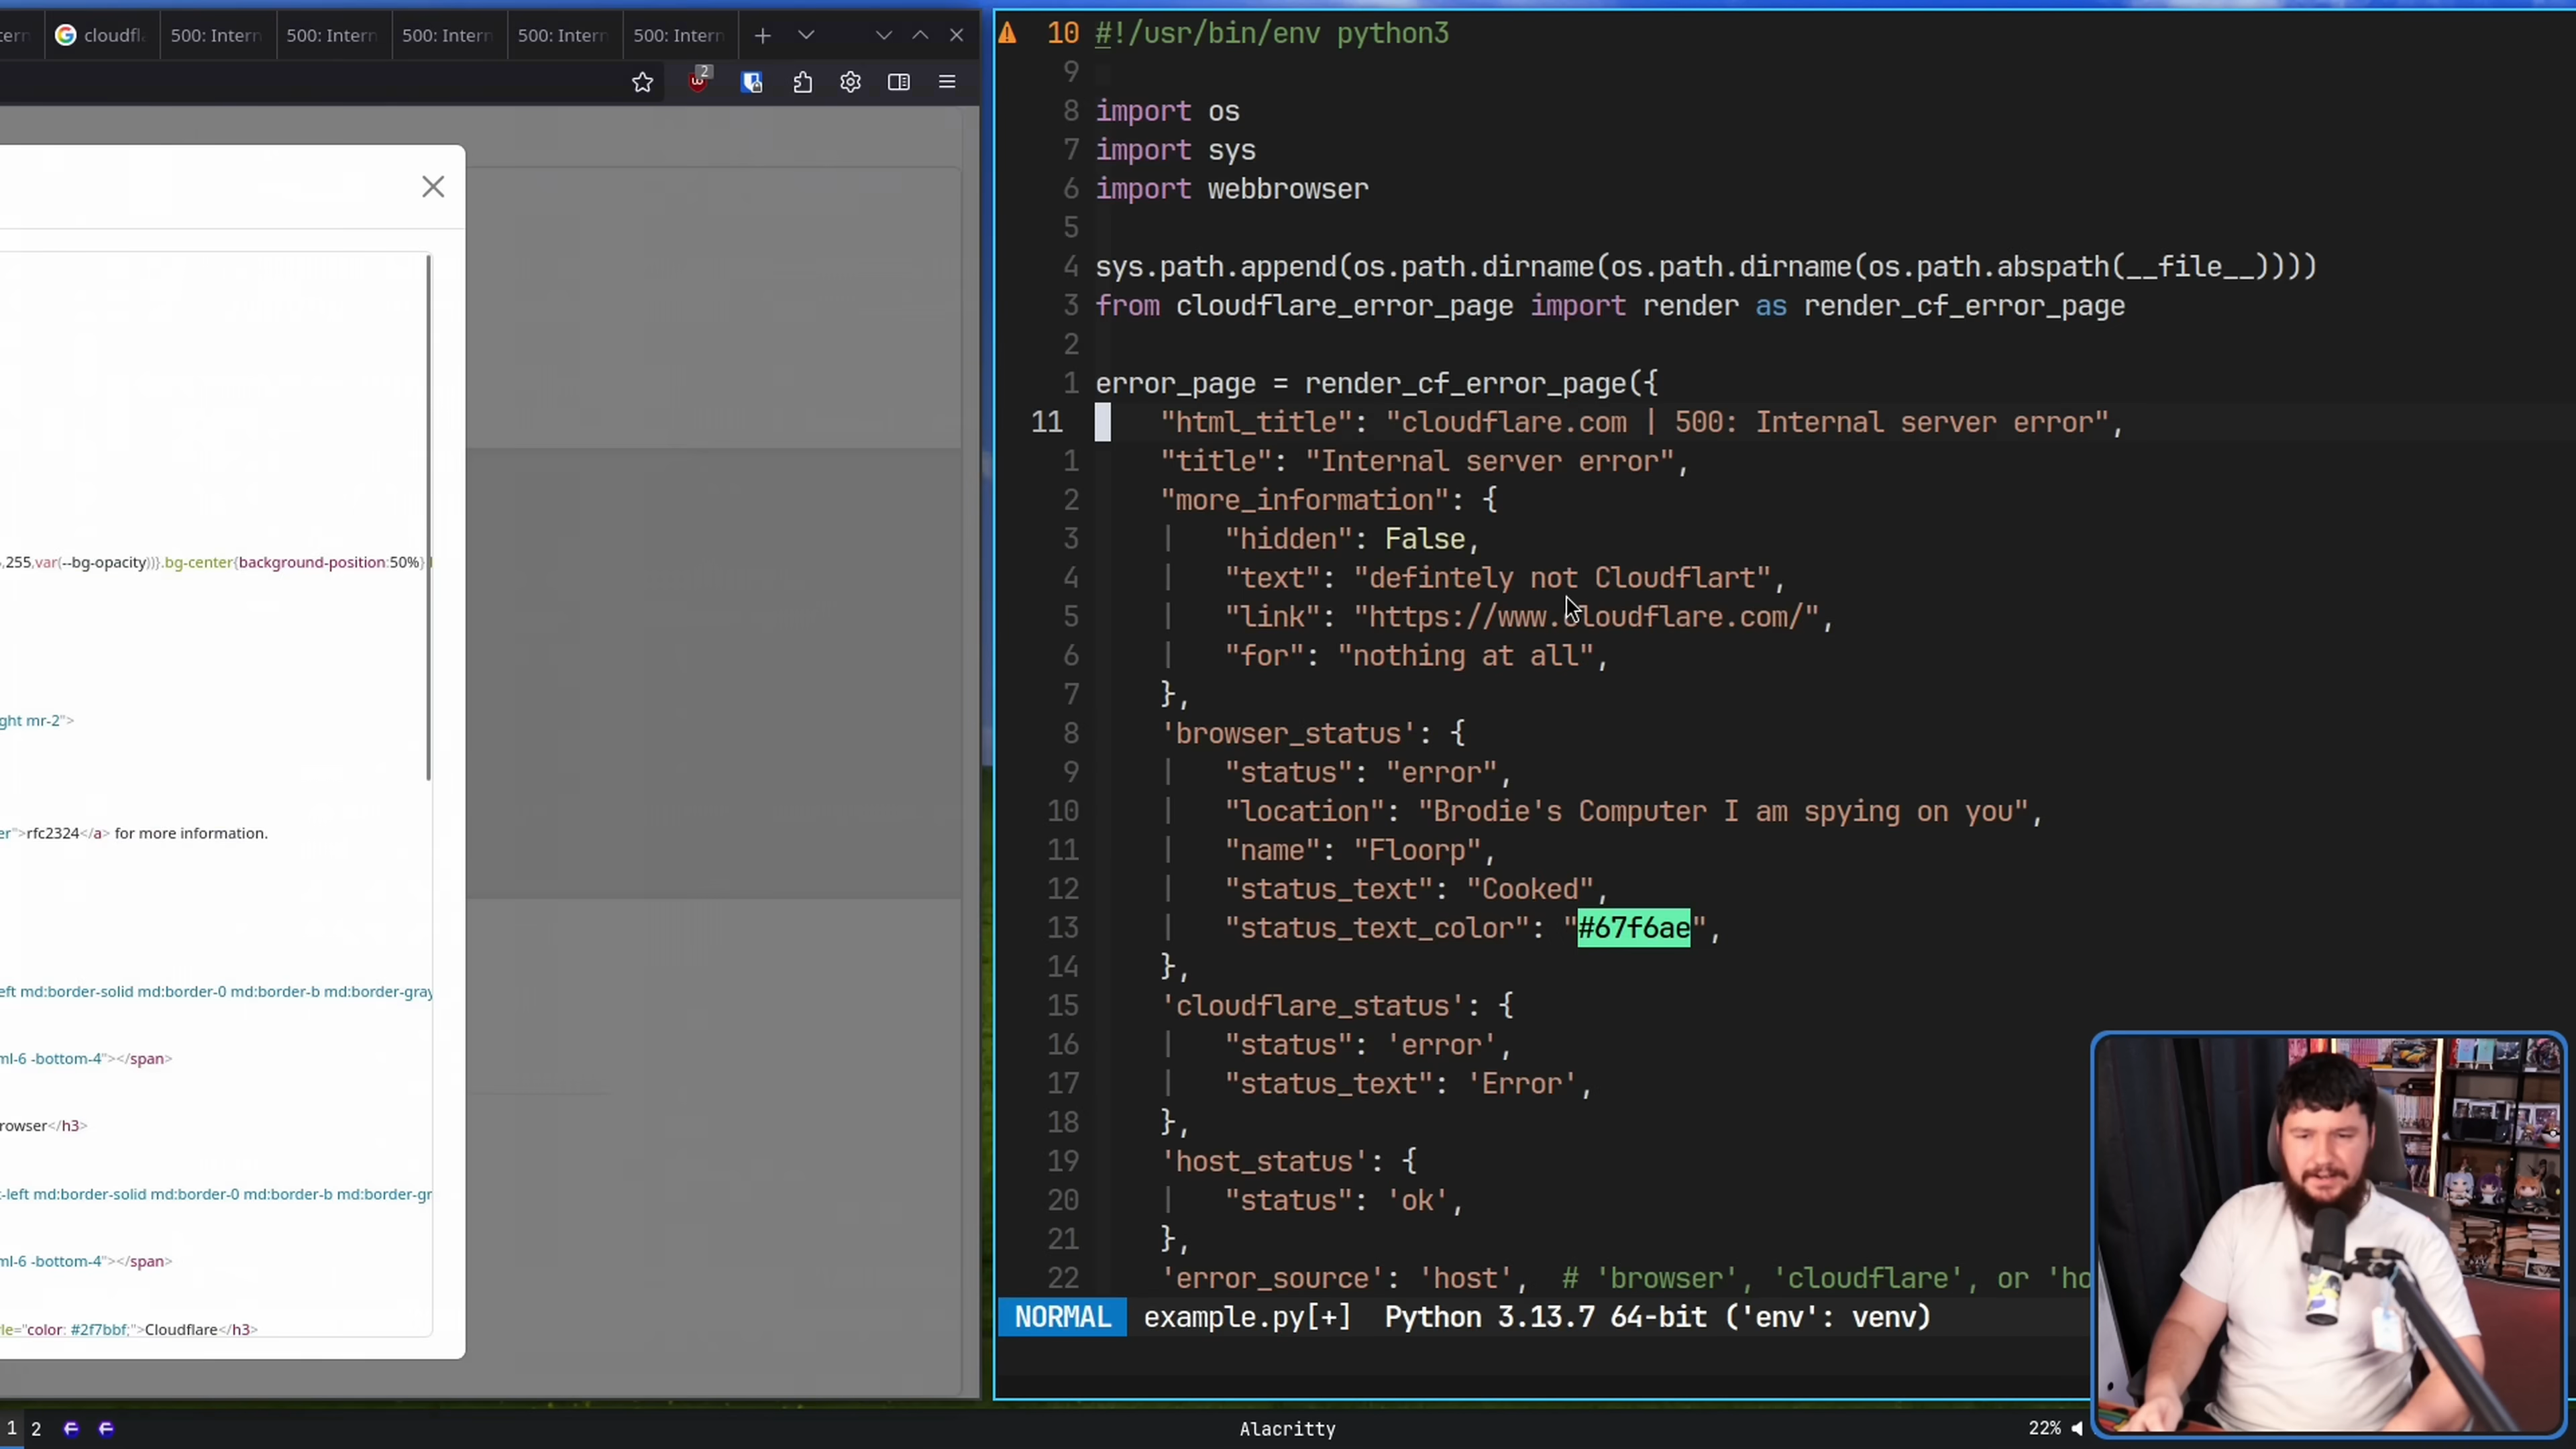 cloudfl
500: Intern
500: Intern
500: Intern
500: Intern
500: Intern
2
,255,var(--bg-opacity))}.bg-center{background-position:50%}
ght mr-2">
er">rfc2324</a> for more information.
eft md:border-solid md:border-0 md:border-b md:border-gray
ml-6 -bottom-4"></span>
rowser</h3>
t-left md:border-solid md:border-0 md:border-b md:border-gr
ml-6 -bottom-4"></span>
le="color: #2f7bbf;">Cloudflare</h3>
10 #!/usr/bin/env python3
9
8 import os
7 import sys
6 import webbrowser
5
4 sys.path.append(os.path.dirname(os.path.dirname(os.path.abspath(__file__))))
3 from cloudflare_error_page import render as render_cf_error_page
2
1 error_page = render_cf_error_page({
11 "html_title": "cloudflare.com | 500: Internal server error",
1 "title": "Internal server error",
2 "more_information": {
3 "hidden": False,
4 "text": "defintely not Cloudflart",
5 "link": "https://www.cloudflare.com/",
6 "for": "nothing at all",
7 },
8 'browser_status': {
9 "status": "error",
10 "location": "Brodie's Computer I am spying on you",
11 "name": "Floorp",
12 "status_text": "Cooked",
13 "status_text_color": "#67f6ae",
14 },
15 'cloudflare_status': {
16 "status": 'error',
17 "status_text": 'Error',
18 },
19 'host_status': {
20 "status": 'ok',
21 },
22 'error_source': 'host', # 'browser', 'cloudflare', or 'ho
NORMAL example.py[+] Python 3.13.7 64-bit ('env': venv)
1 2
Alacritty
22%